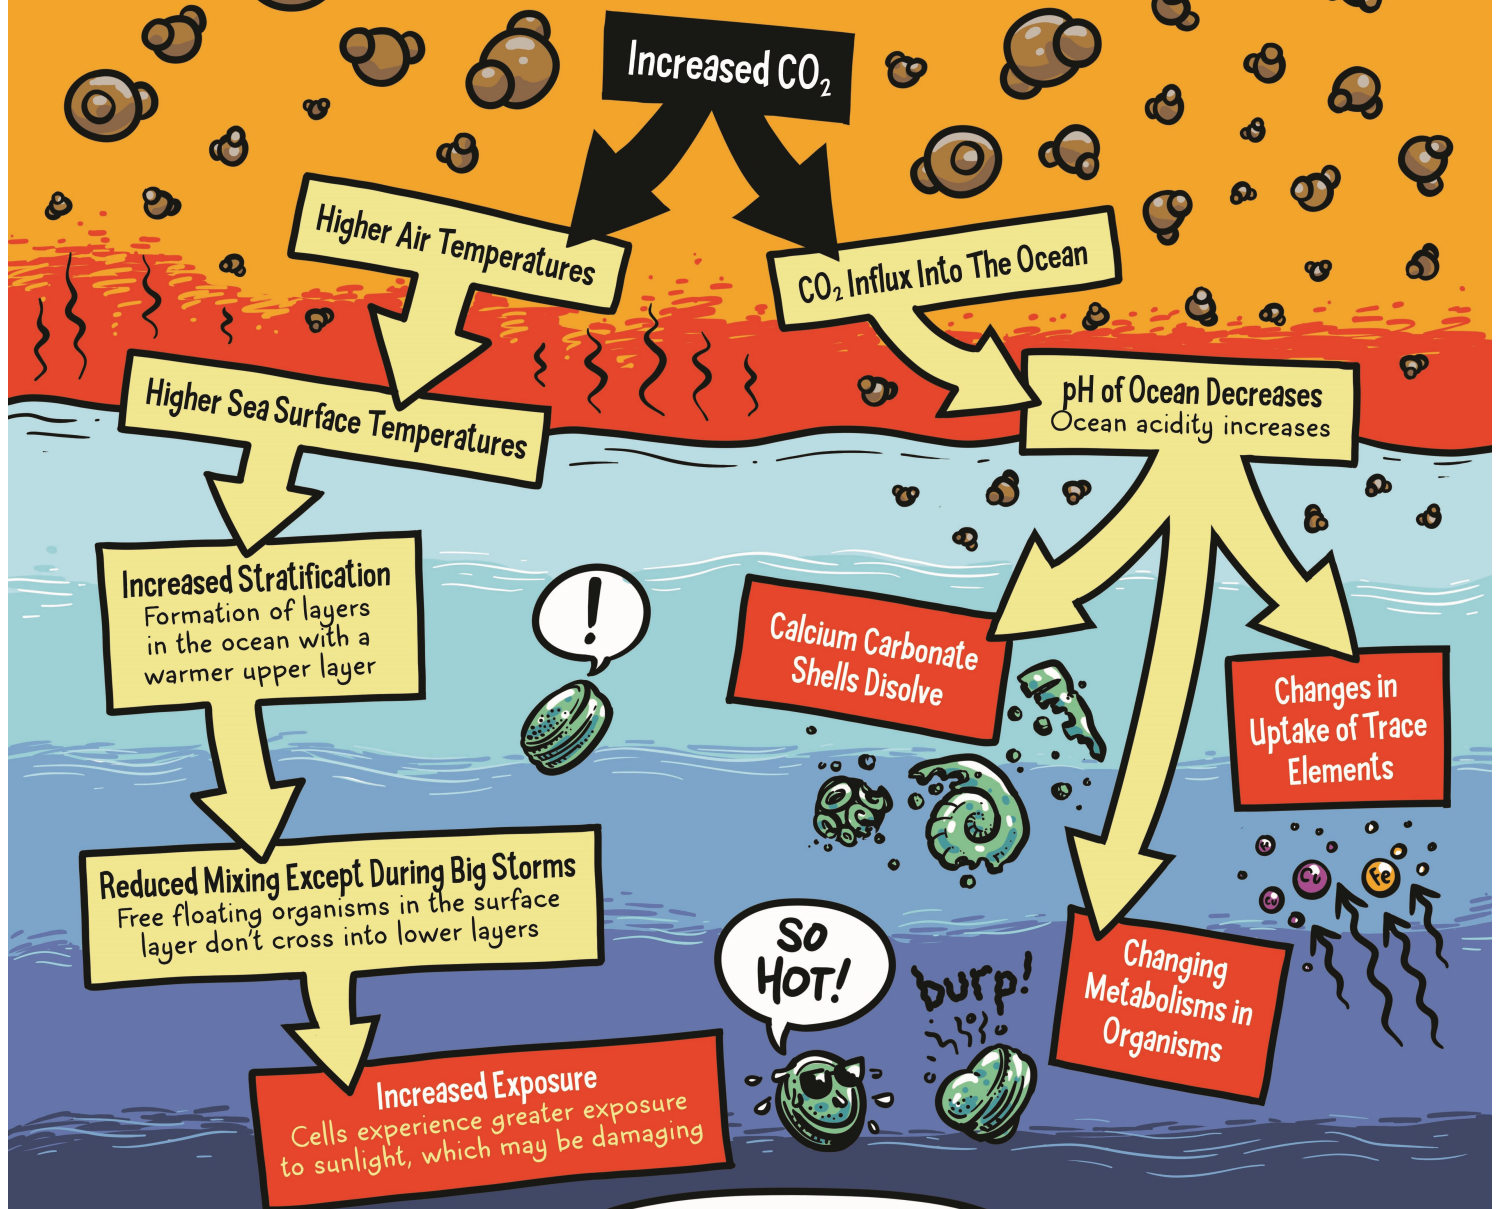 Increased CO₂
Higher Air Temperatures
CO₂ Influx Into The Ocean
Higher Sea Surface Temperatures
pH of Ocean Decreases
Ocean acidity increases
Increased Stratification
Formation of layers
in the ocean with a
warmer upper layer
!
Calcium Carbonate
Shells Disolve
Changes in
Uptake of Trace
Elements
Reduced Mixing Except During Big Storms
Free floating organisms in the surface
layer don't cross into lower layers
Cu
Fe
SO
HOT!
burp!
Changing
Metabolisms in
Organisms
Increased Exposure
Cells experience greater exposure
to sunlight, which may be damaging